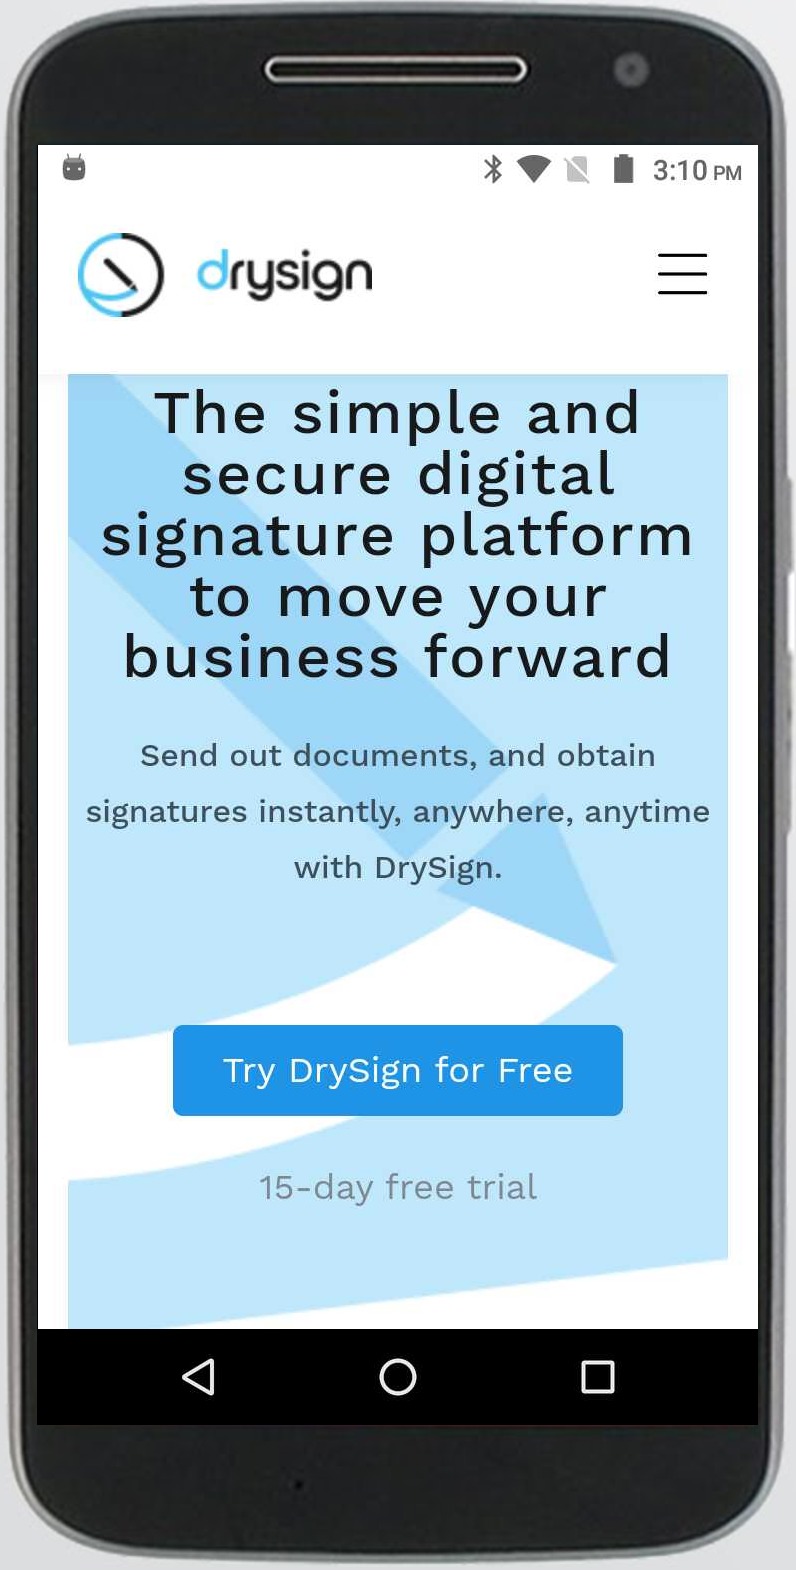 3:10 PM
drysign
The simple and
secure digital
signature platform
to move your
business forward
Send out documents, and obtain
signatures instantly, anywhere, anytime
with DrySign.
Try DrySign for Free
15-day free trial